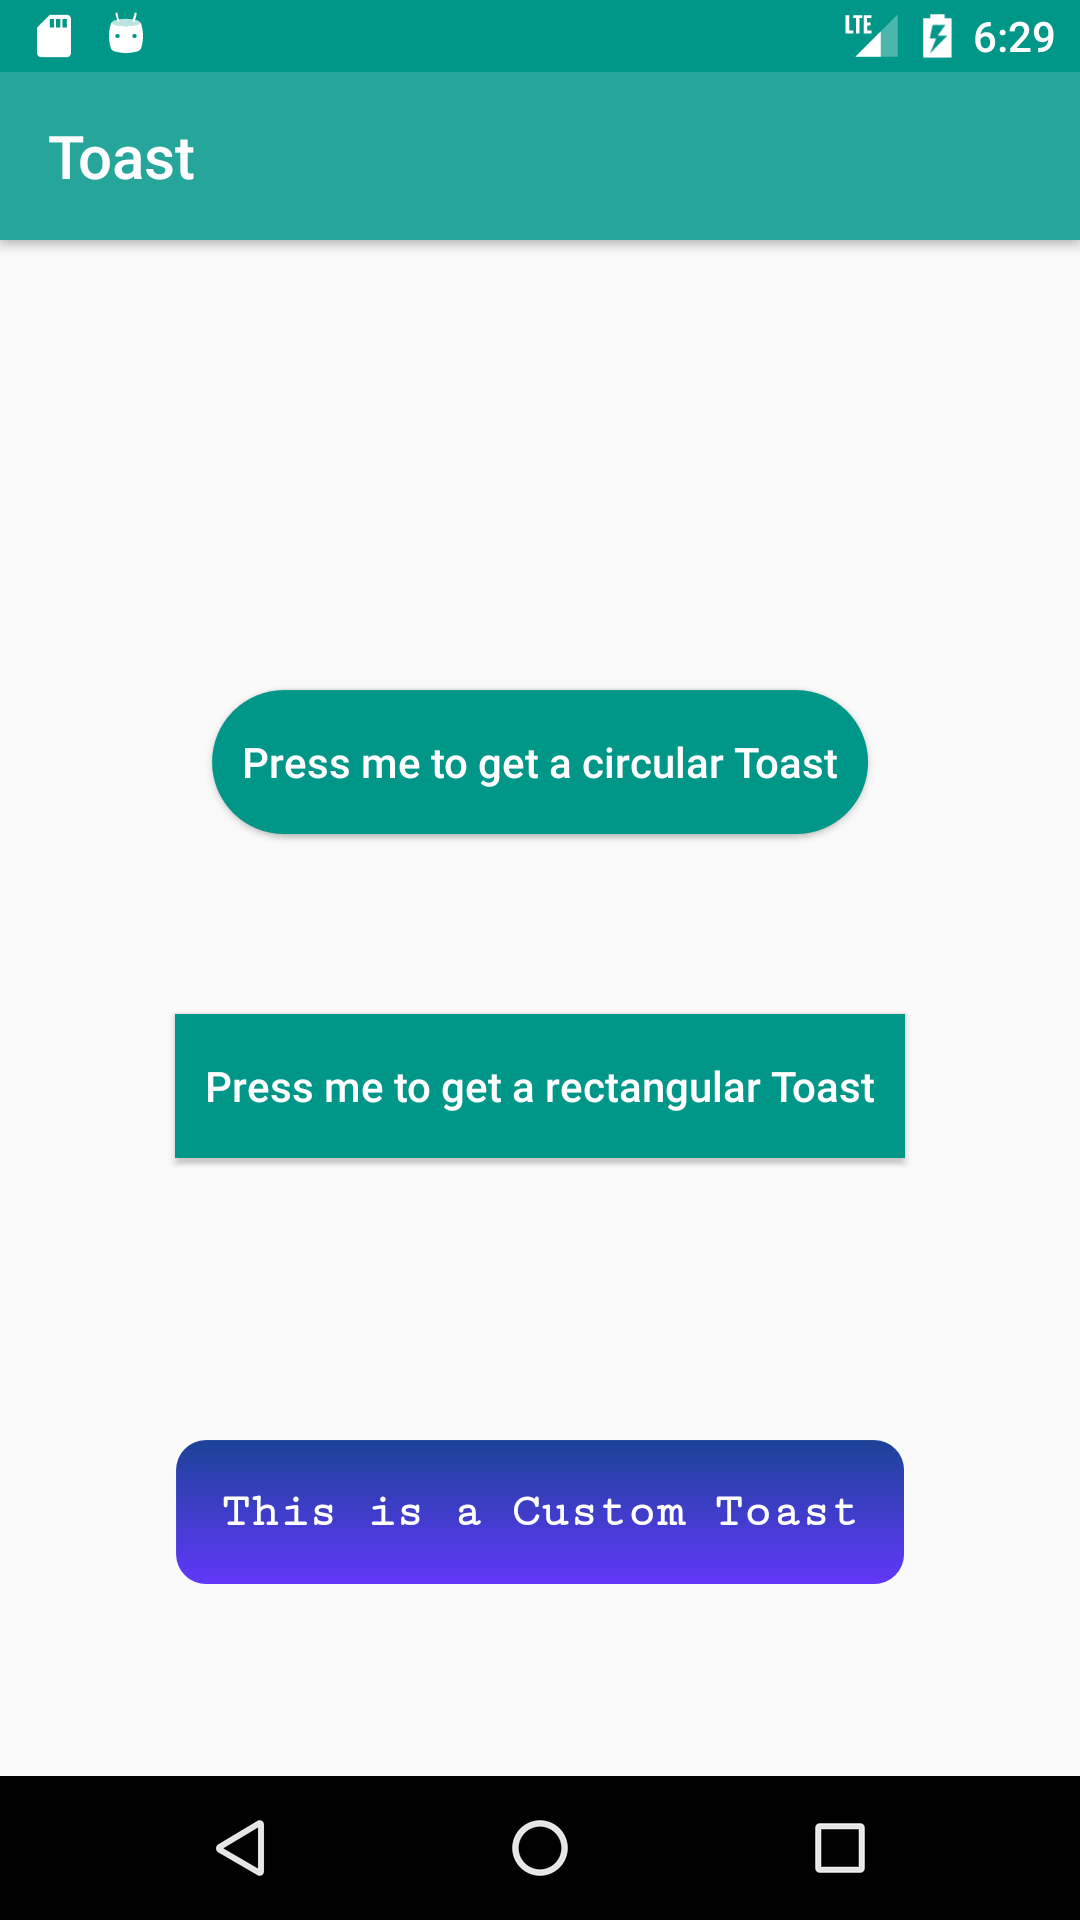 LTE 6:29
Toast
Press me to get a circular Toast
Press me to get a rectangular Toast
This is a Custom Toast